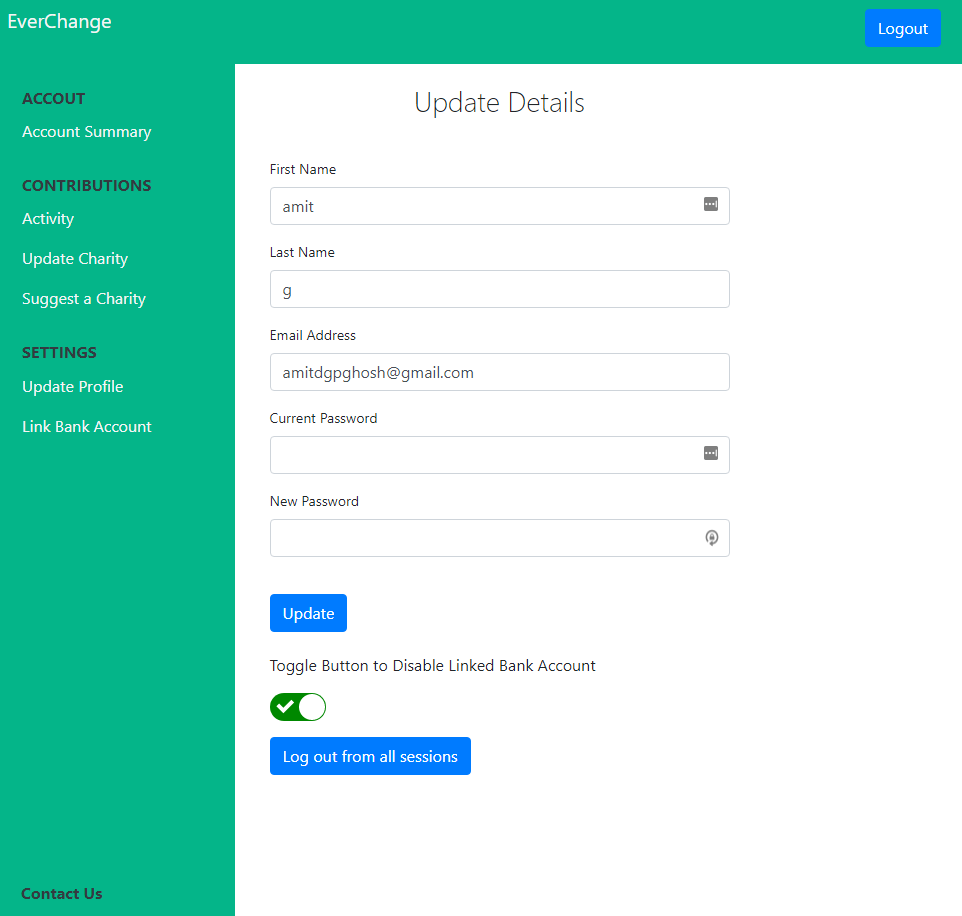 EverChange
Logout
ACCOUT
Account Summary
CONTRIBUTIONS
Activity
Update Charity
Suggest a Charity
SETTINGS
Update Profile
Link Bank Account
Contact Us
Update Details
First Name
amit
Last Name
g
Email Address
amitdgpghosh@gmail.com
Current Password
New Password
Update
Toggle Button to Disable Linked Bank Account
Log out from all sessions